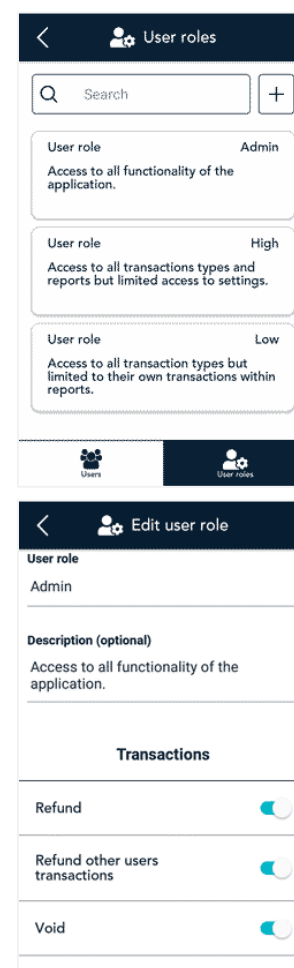 User roles
Search
User role Admin
Access to all functionality of the
application.
User role High
Access to all transactions types and
reports but limited access to settings.
User role Low
Access to all transaction types but
limited to their own transactions within
reports.
Users User roles
Edit user role
User role
Admin
Description (optional)
Access to all functionality of the
application.
Transactions
Refund
Refund other users
transactions
Void